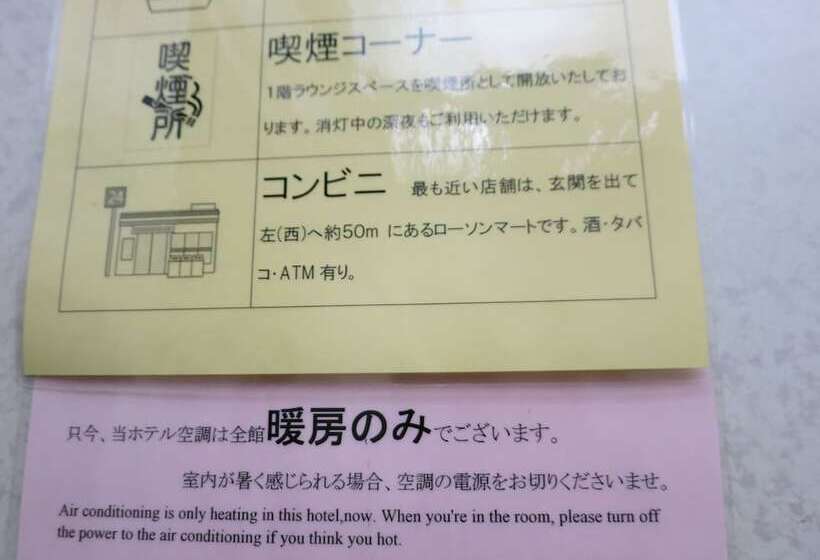 喫煙所
喫煙コーナー
1階ラウンジスペースを喫煙所として開放いたしてお
ります。消灯中の深夜もご利用いただけます。
24
コンビニ 最も近い店舗は、玄関を出て
左(西)へ約50m にあるローソンマートです。酒・タバ
コ・ATM 有り。
只今、当ホテル空調は全館暖房のみでございます。
室内が暑く感じられる場合、空調の電源をお切りくださいませ。
Air conditioning is only heating in this hotel,now. When you're in the room, please turn off
the power to the air conditioning if you think you hot.